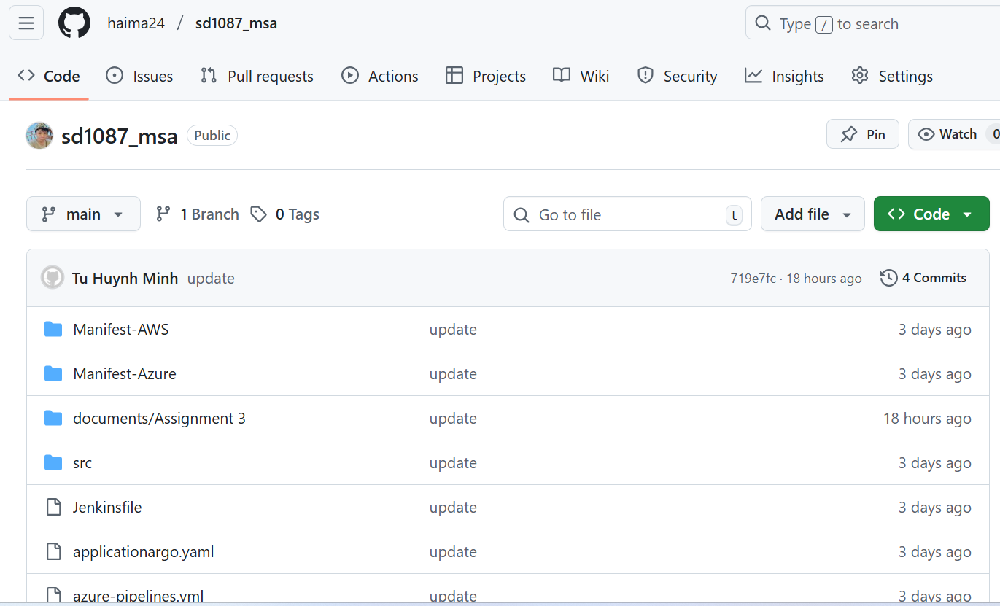 haima24 / sd1087_msa Type / to search
Code Issues Pull requests Actions Projects Wiki Security Insights Settings
sd1087_msa Public Pin Watch 0
main 1 Branch 0 Tags Go to file t Add file Code
Tu Huynh Minh update 719e7fc · 18 hours ago 4 Commits
Manifest-AWS update 3 days ago
Manifest-Azure update 3 days ago
documents/Assignment 3 update 18 hours ago
src update 3 days ago
Jenkinsfile update 3 days ago
applicationargo.yaml update 3 days ago
azure-pipelines.yml update 3 days ago